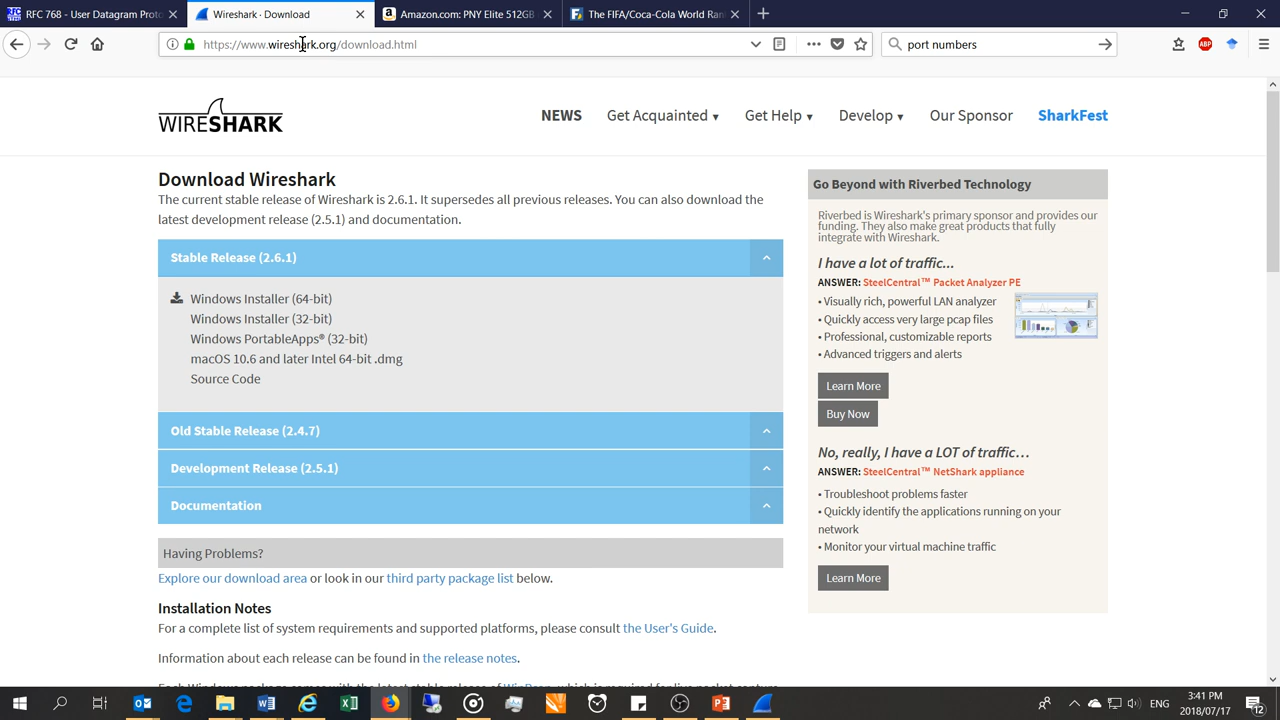 RFC 768 - User Datagram Proto
Wireshark · Download
Amazon.com: PNY Elite 512GB
The FIFA/Coca-Cola World Ran
https://www.wireshark.org/download.html
port numbers
ABP
WIRESHARK
NEWS
Get Acquainted ▾
Get Help ▾
Develop ▾
Our Sponsor
SharkFest
Download Wireshark
The current stable release of Wireshark is 2.6.1. It supersedes all previous releases. You can also download the
latest development release (2.5.1) and documentation.
Stable Release (2.6.1)
Windows Installer (64-bit)
Windows Installer (32-bit)
Windows PortableApps® (32-bit)
macOS 10.6 and later Intel 64-bit .dmg
Source Code
Old Stable Release (2.4.7)
Development Release (2.5.1)
Documentation
Having Problems?
Explore our download area or look in our third party package list below.
Installation Notes
For a complete list of system requirements and supported platforms, please consult the User's Guide.
Information about each release can be found in the release notes.
Go Beyond with Riverbed Technology
Riverbed is Wireshark's primary sponsor and provides our
funding. They also make great products that fully
integrate with Wireshark.
I have a lot of traffic...
ANSWER: SteelCentral™ Packet Analyzer PE
• Visually rich, powerful LAN analyzer
• Quickly access very large pcap files
• Professional, customizable reports
• Advanced triggers and alerts
Learn More
Buy Now
No, really, I have a LOT of traffic…
ANSWER: SteelCentral™ NetShark appliance
• Troubleshoot problems faster
• Quickly identify the applications running on your
network
• Monitor your virtual machine traffic
Learn More
ENG
3:41 PM
2018/07/17
12